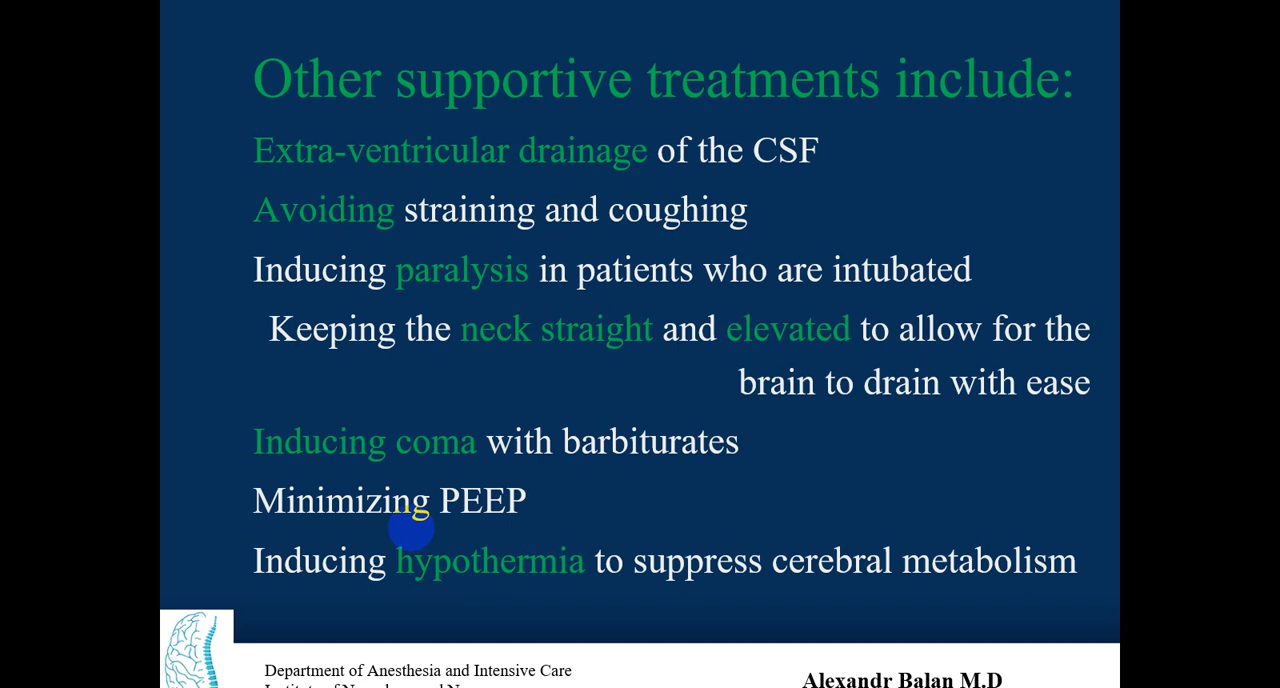 Other supportive treatments include:
Extra-ventricular drainage of the CSF
Avoiding straining and coughing
Inducing paralysis in patients who are intubated
Keeping the neck straight and elevated to allow for the
brain to drain with ease
Inducing coma with barbiturates
Minimizing PEEP
Inducing hypothermia to suppress cerebral metabolism
Department of Anesthesia and Intensive Care
Alexandr Balan M.D